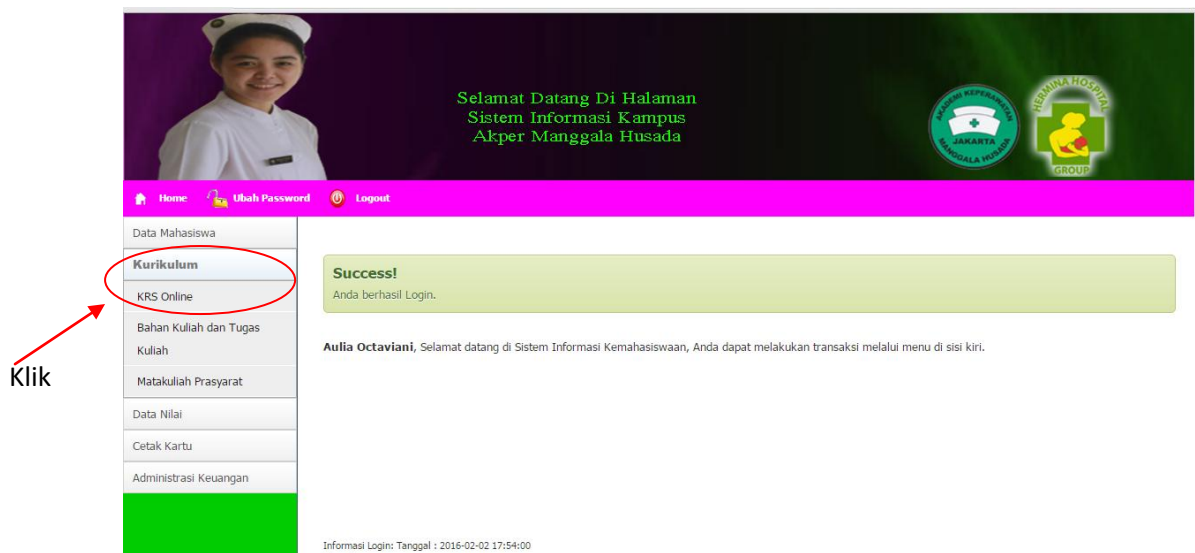 Selamat Datang Di Halaman
Sistem Informasi Kampus
Akper Manggala Husada
AKADEMI KEPERAWATAN
JAKARTA
MANGGALA HUSADA
HERMINA HOSPITAL
GROUP
Home Ubah Password Logout
Data Mahasiswa
Kurikulum
KRS Online
Bahan Kuliah dan Tugas
Kuliah
Matakuliah Prasyarat
Data Nilai
Cetak Kartu
Administrasi Keuangan
Klik
Success!
Anda berhasil Login.
Aulia Octaviani, Selamat datang di Sistem Informasi Kemahasiswaan, Anda dapat melakukan transaksi melalui menu di sisi kiri.
Informasi Login: Tanggal : 2016-02-02 17:54:00